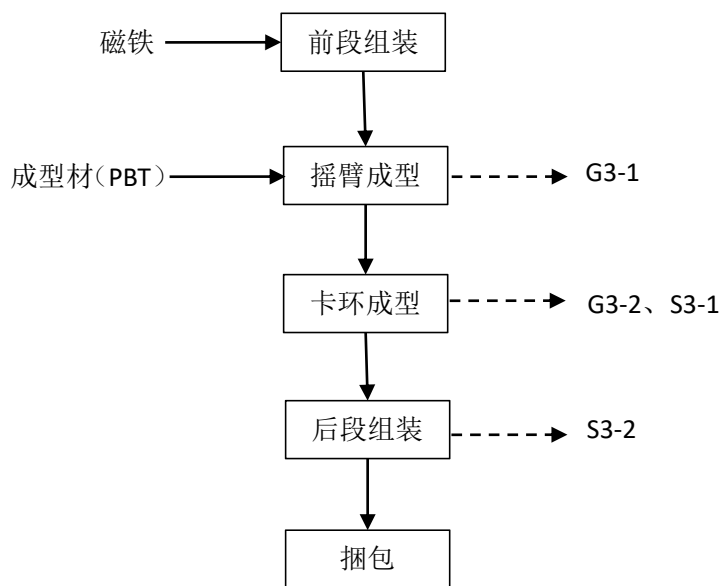 磁铁
前段组装
成型材（PBT）
摇臂成型
G3-1
卡环成型
G3-2、S3-1
后段组装
S3-2
捆包